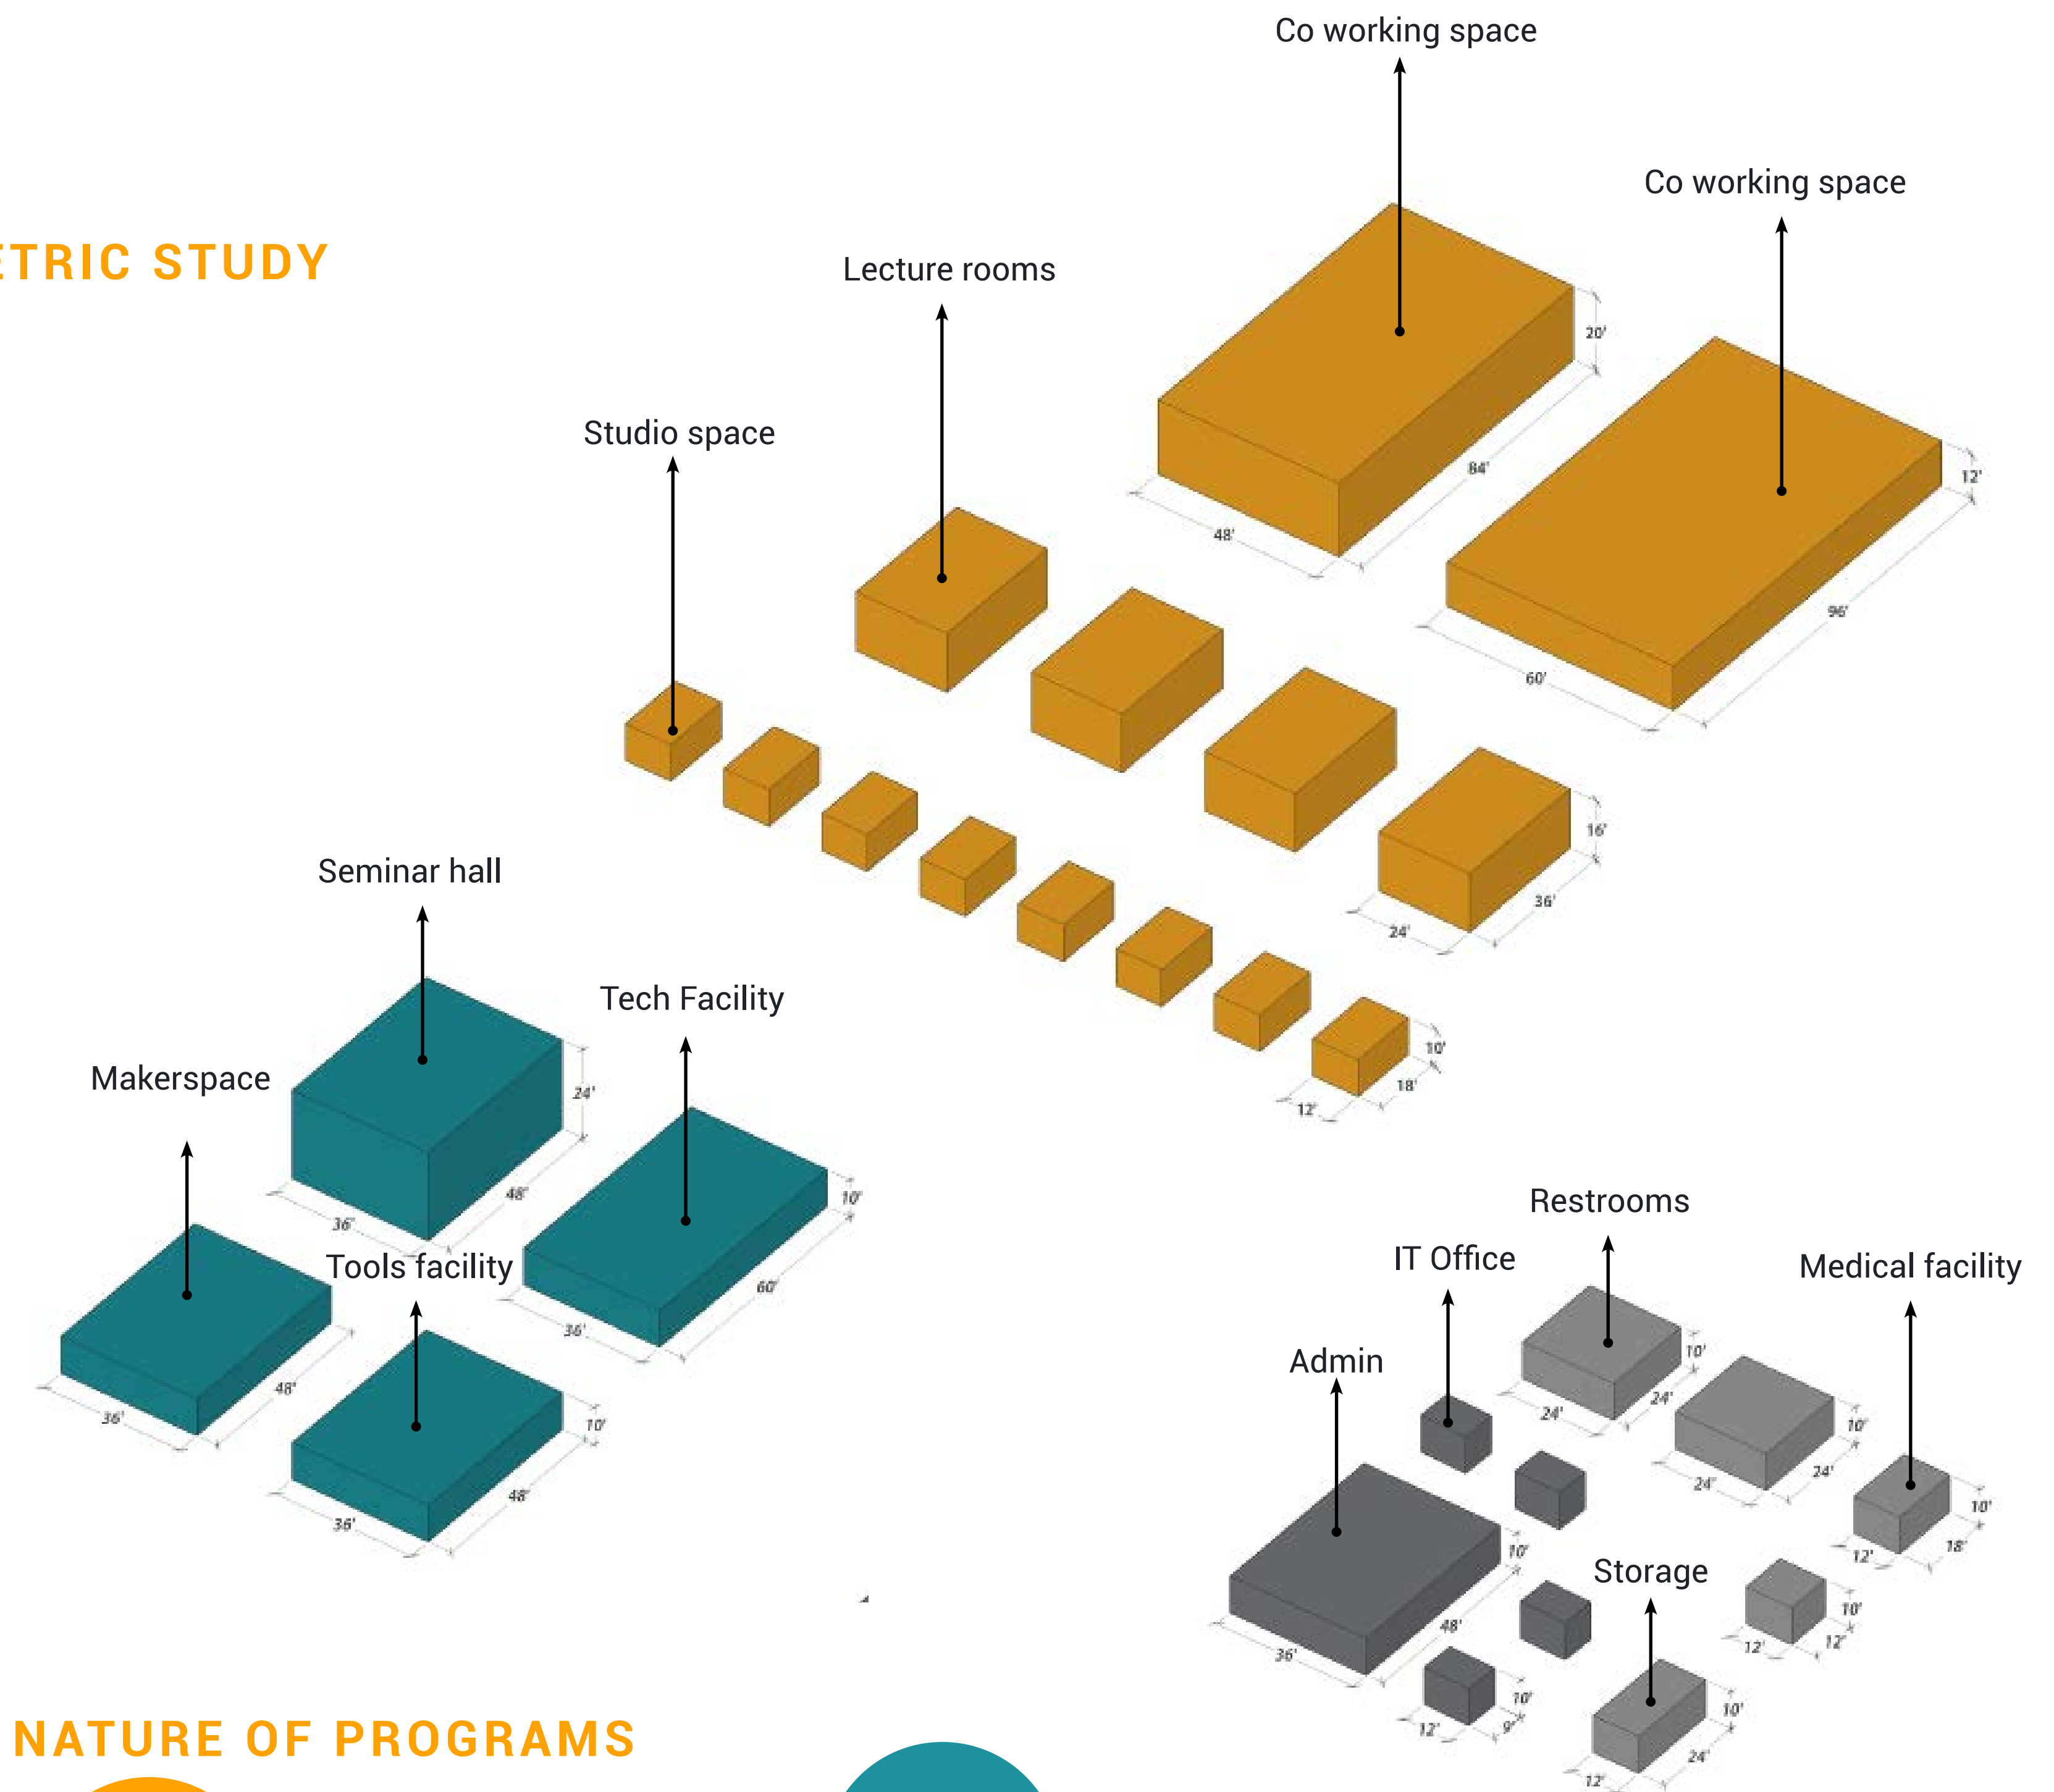 Co working space
Co working space
ETRIC STUDY
Lecture rooms
20'
Studio space
84'
12'
48'
96'
60'
16'
Seminar hall
36'
24'
Tech Facility
10'
Makerspace
18'
24'
12'
48'
10'
Restrooms
36'
IT Office
Tools facility
Medical facility
60'
36'
10'
Admin
24'
48'
24'
36'
10'
10'
24'
24'
48'
10'
36'
10'
12'
18'
Storage
10'
48'
12'
12'
36'
10'
10'
12'
9'
24'
12'
NATURE OF PROGRAMS